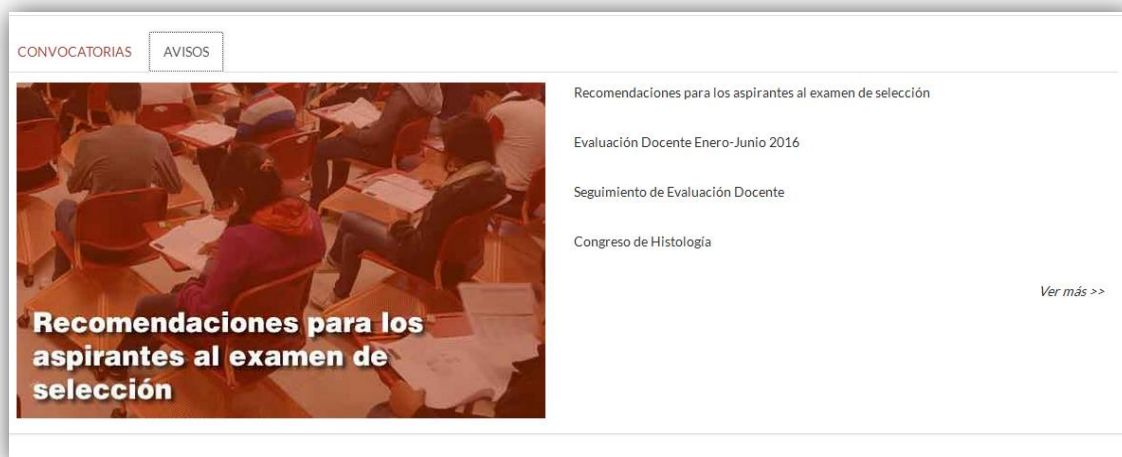 CONVOCATORIAS
AVISOS
Recomendaciones para los aspirantes al examen de selección
Evaluación Docente Enero-Junio 2016
Seguimiento de Evaluación Docente
Congreso de Histología
Ver más >>
Recomendaciones para los
aspirantes al examen de
selección